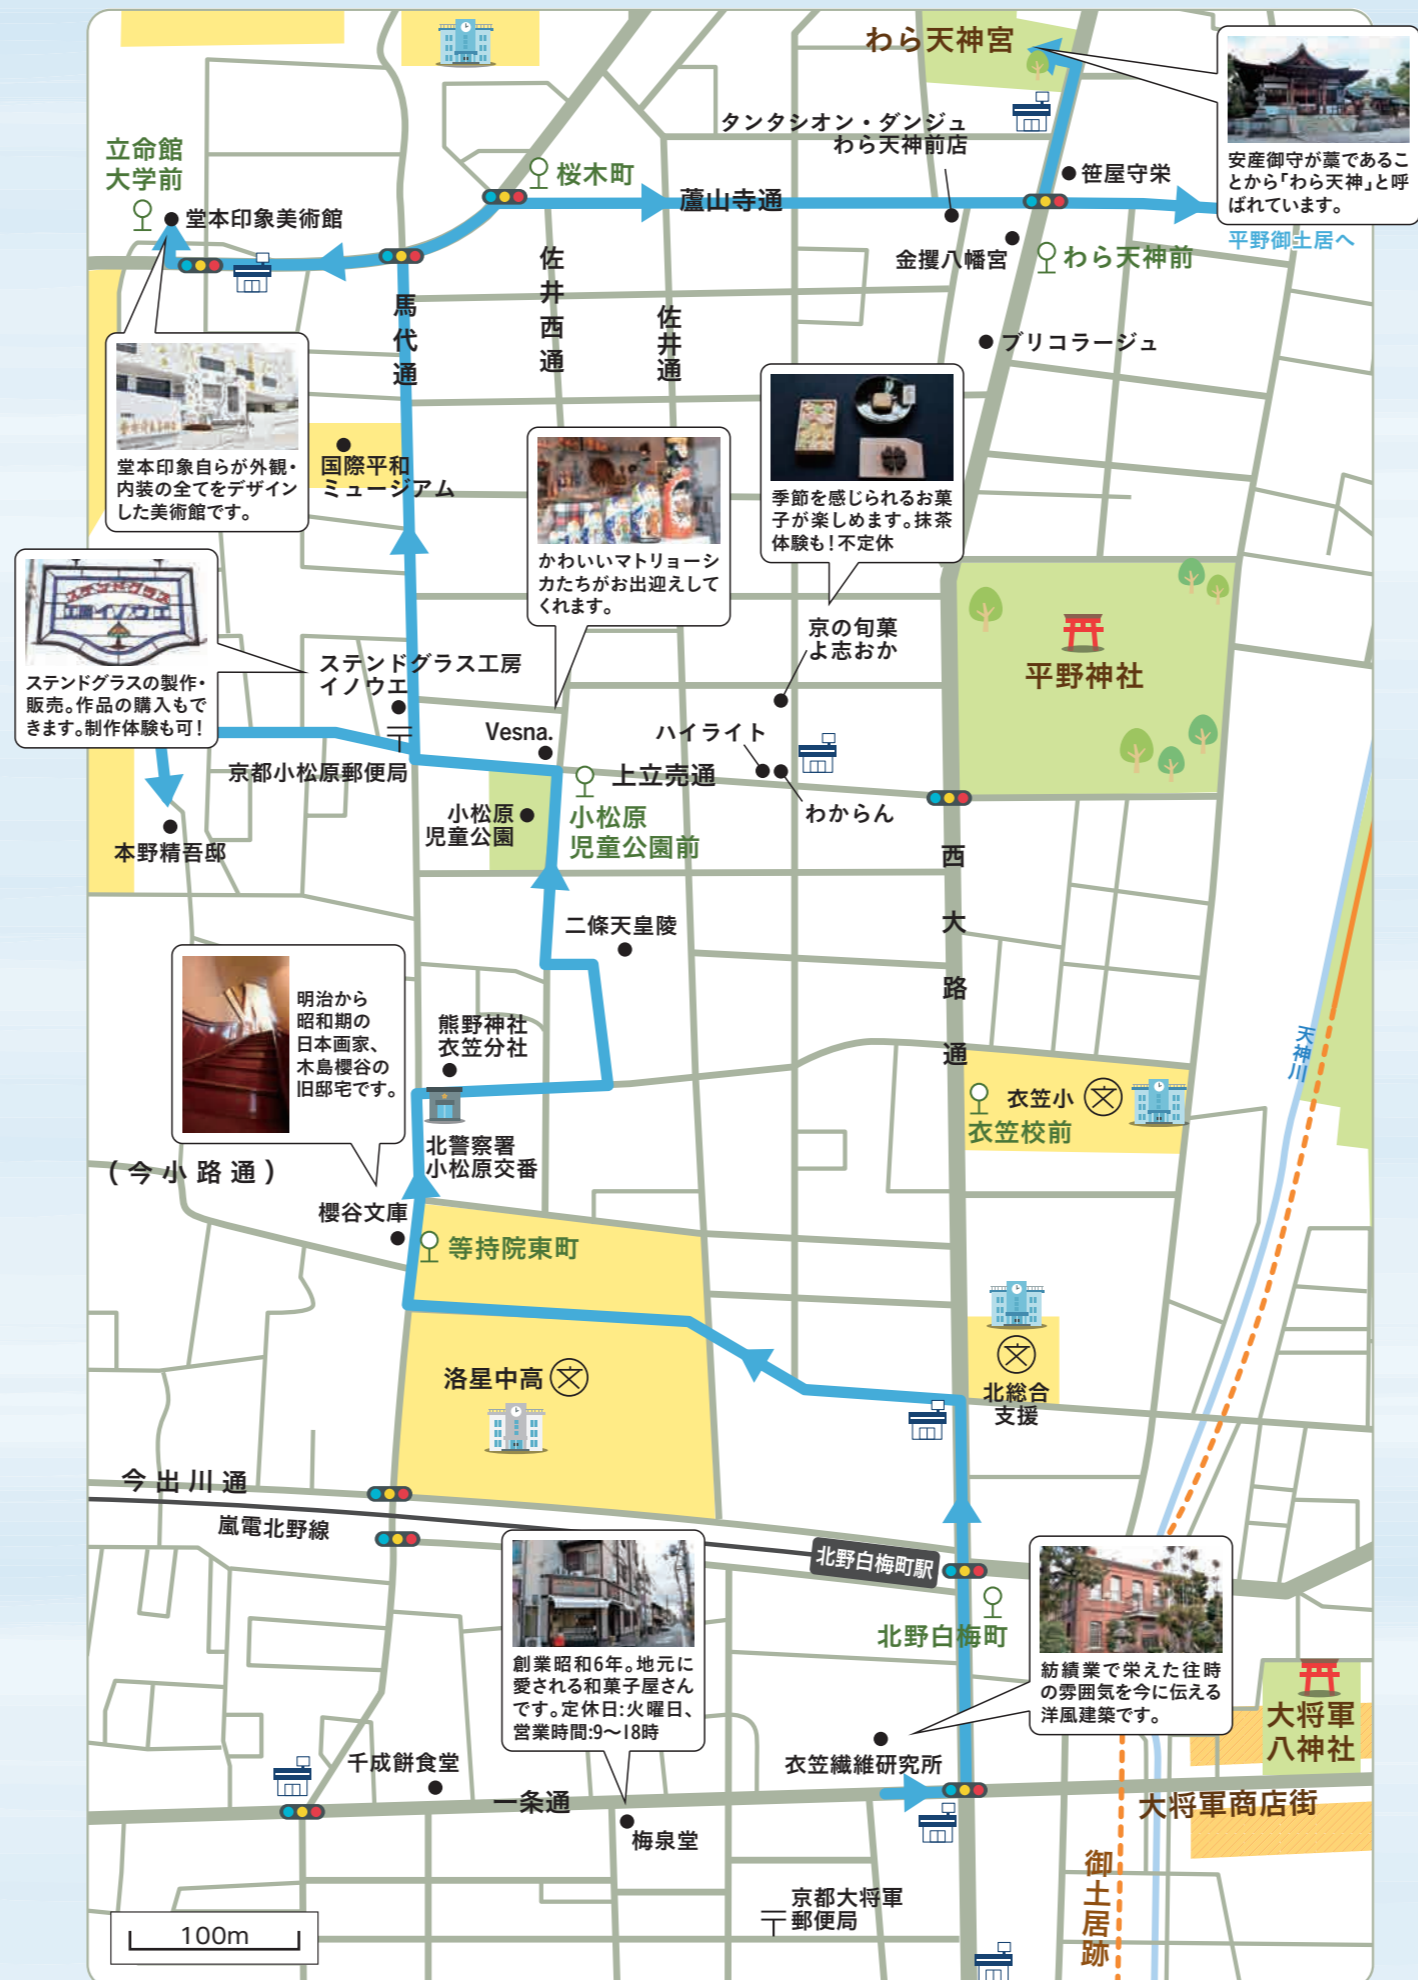 わら天神宮
タンタシオン・ダンジュ
わら天神前店
笹屋守栄
安産御守が藁であるこ
とから「わら天神」と呼
ばれています。
平野御土居へ
立命館
大学前
堂本印象美術館
桜木町
蘆山寺通
金攫八幡宮
わら天神前
馬代通
佐井西通
佐井通
ブリコラージュ
堂本印象自らが外観・
内装の全てをデザイン
した美術館です。
国際平和
ミュージアム
かわいいマトリョーシ
カたちがお出迎えして
くれます。
季節を感じられるお菓
子が楽しめます。抹茶
体験も!不定休
京の旬菓
よ志おか
平野神社
ステンドグラス
工房イノウエ
ステンドグラスの製作・
販売。作品の購入もで
きます。制作体験も可!
ステンドグラス工房
イノウエ
京都小松原郵便局
Vesna.
ハイライト
上立売通
わからん
小松原
児童公園
小松原
児童公園前
本野精吾邸
西大路通
二條天皇陵
明治から
昭和期の
日本画家、
木島櫻谷の
旧邸宅です。
熊野神社
衣笠分社
北警察署
小松原交番
天神川
衣笠小
衣笠校前
(今小路通)
櫻谷文庫
等持院東町
洛星中高
北総合
支援
今出川通
嵐電北野線
北野白梅町駅
北野白梅町
創業昭和6年。地元に
愛される和菓子屋さん
です。定休日:火曜日、
営業時間:9〜18時
紡績業で栄えた往時
の雰囲気を今に伝える
洋風建築です。
大将軍
八神社
衣笠繊維研究所
千成餅食堂
一条通
梅泉堂
大将軍商店街
御土居跡
京都大将軍
郵便局
100m